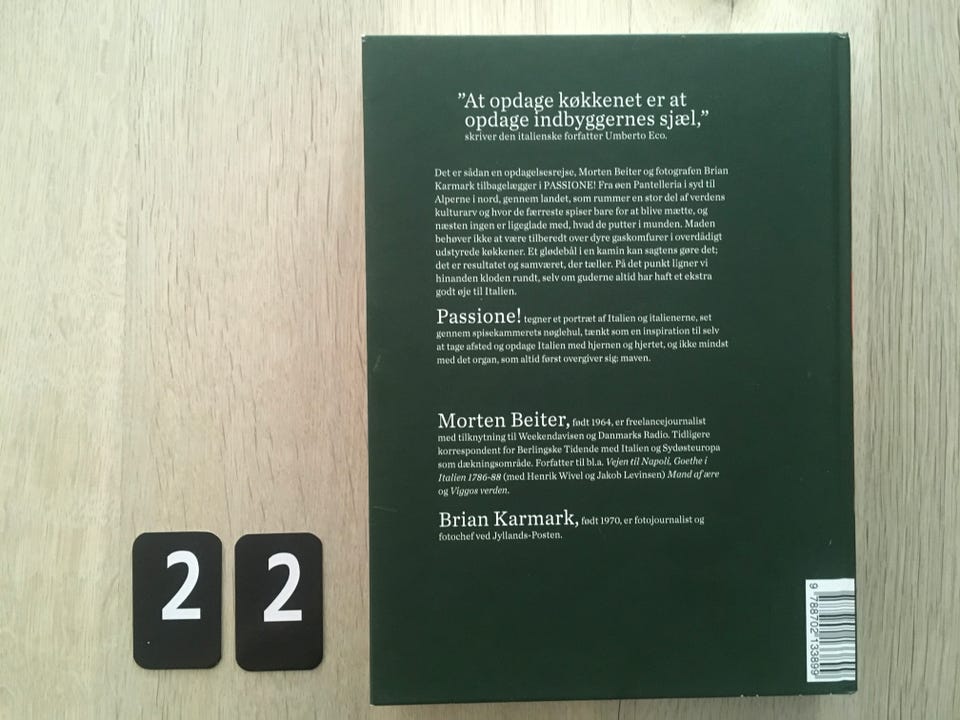 ”At opdage køkkenet er at
opdage indbyggernes sjæl,”
skriver den italienske forfatter Umberto Eco.
Det er sådan en opdagelsesrejse, Morten Beiter og fotografen Brian
Karmark tilbagelægger i PASSIONE! Fra øen Pantelleria i syd til
Alperne i nord, gennem landet, som rummer en stor del af verdens
kulturarv og hvor de færreste spiser bare for at blive mætte, og
næsten ingen er ligeglade med, hvad de putter i munden. Maden
behøver ikke at være tilberedt over dyre gaskomfurer i overdådigt
udstyrede køkkener. Et glødebål i en kamin kan sagtens gøre det;
det er resultatet og samværet, der tæller. På det punkt ligner vi
hinanden kloden rundt, selv om guderne altid har haft et ekstra
godt øje til Italien.
Passione! tegner et portræt af Italien og italienerne, set
gennem spisekammerets nøglehul, tænkt som en inspiration til selv
at tage afsted og opdage Italien med hjernen og hjertet, og ikke mindst
med det organ, som altid først overgiver sig: maven.
Morten Beiter, født 1964, er freelancejournalist
med tilknytning til Weekendavisen og Danmarks Radio. Tidligere
korrespondent for Berlingske Tidende med Italien og Sydøsteuropa
som dækningsområde. Forfatter til bl.a. Vejen til Napoli, Goethe i
Italien 1786-88 (med Henrik Wivel og Jakob Levinsen) Mand af ære
og Viggos verden.
Brian Karmark, født 1970, er fotojournalist og
fotochef ved Jyllands-Posten.
2 2
9 788702 133899